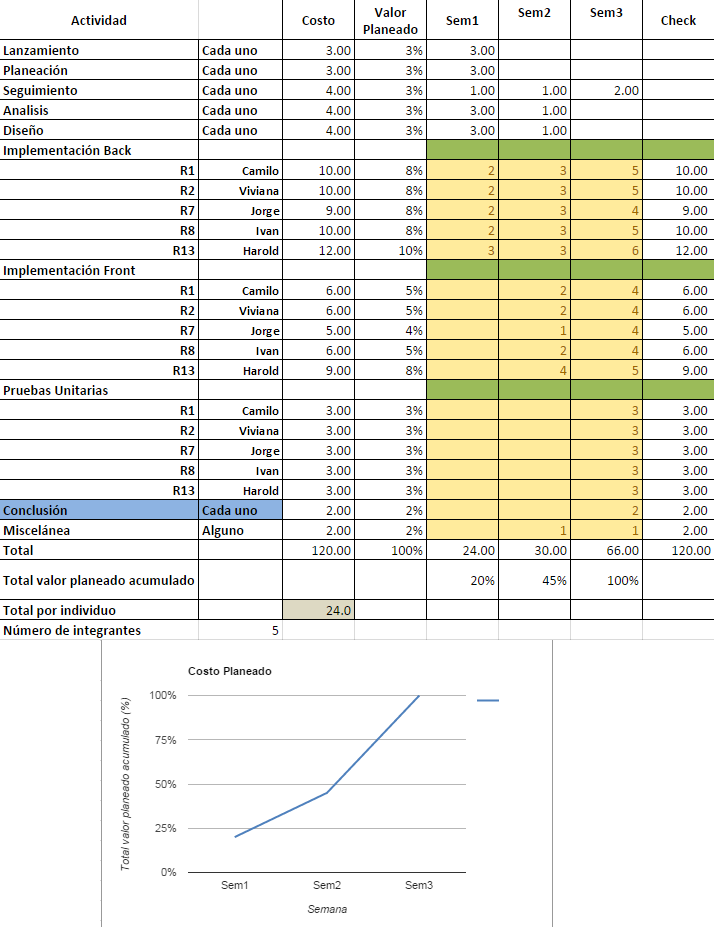 Actividad Costo Valor Planeado Sem1 Sem2 Sem3 Check
Lanzamiento Cada uno 3.00 3% 3.00
Planeación Cada uno 3.00 3% 3.00
Seguimiento Cada uno 4.00 3% 1.00 1.00 2.00
Analisis Cada uno 4.00 3% 3.00 1.00
Diseño Cada uno 4.00 3% 3.00 1.00
Implementación Back
R1 Camilo 10.00 8% 2 3 5 10.00
R2 Viviana 10.00 8% 2 3 5 10.00
R7 Jorge 9.00 8% 2 3 4 9.00
R8 Ivan 10.00 8% 2 3 5 10.00
R13 Harold 12.00 10% 3 3 6 12.00
Implementación Front
R1 Camilo 6.00 5% 2 4 6.00
R2 Viviana 6.00 5% 2 4 6.00
R7 Jorge 5.00 4% 1 4 5.00
R8 Ivan 6.00 5% 2 4 6.00
R13 Harold 9.00 8% 4 5 9.00
Pruebas Unitarias
R1 Camilo 3.00 3% 3 3.00
R2 Viviana 3.00 3% 3 3.00
R7 Jorge 3.00 3% 3 3.00
R8 Ivan 3.00 3% 3 3.00
R13 Harold 3.00 3% 3 3.00
Conclusión Cada uno 2.00 2% 2 2.00
Miscelánea Alguno 2.00 2% 1 1 2.00
Total 120.00 100% 24.00 30.00 66.00 120.00
Total valor planeado acumulado 20% 45% 100%
Total por individuo 24.0
Número de integrantes 5
Costo Planeado
Total valor planeado acumulado (%)
100%
75%
50%
25%
0%
Sem1 Sem2 Sem3
Semana